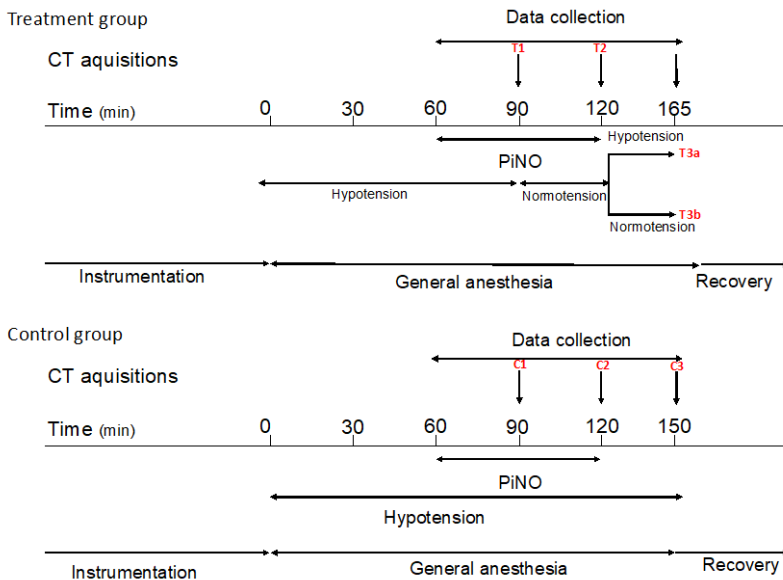 Treatment group
Data collection
CT aquisitions
T1 T2
Time (min) 0 30 60 90 120 165
Hypotension
PiNO
T3a
Hypotension
Normotension
T3b
Normotension
Instrumentation General anesthesia Recovery
Control group
Data collection
CT aquisitions
C1 C2 C3
Time (min) 0 30 60 90 120 150
PiNO
Hypotension
Instrumentation General anesthesia Recovery